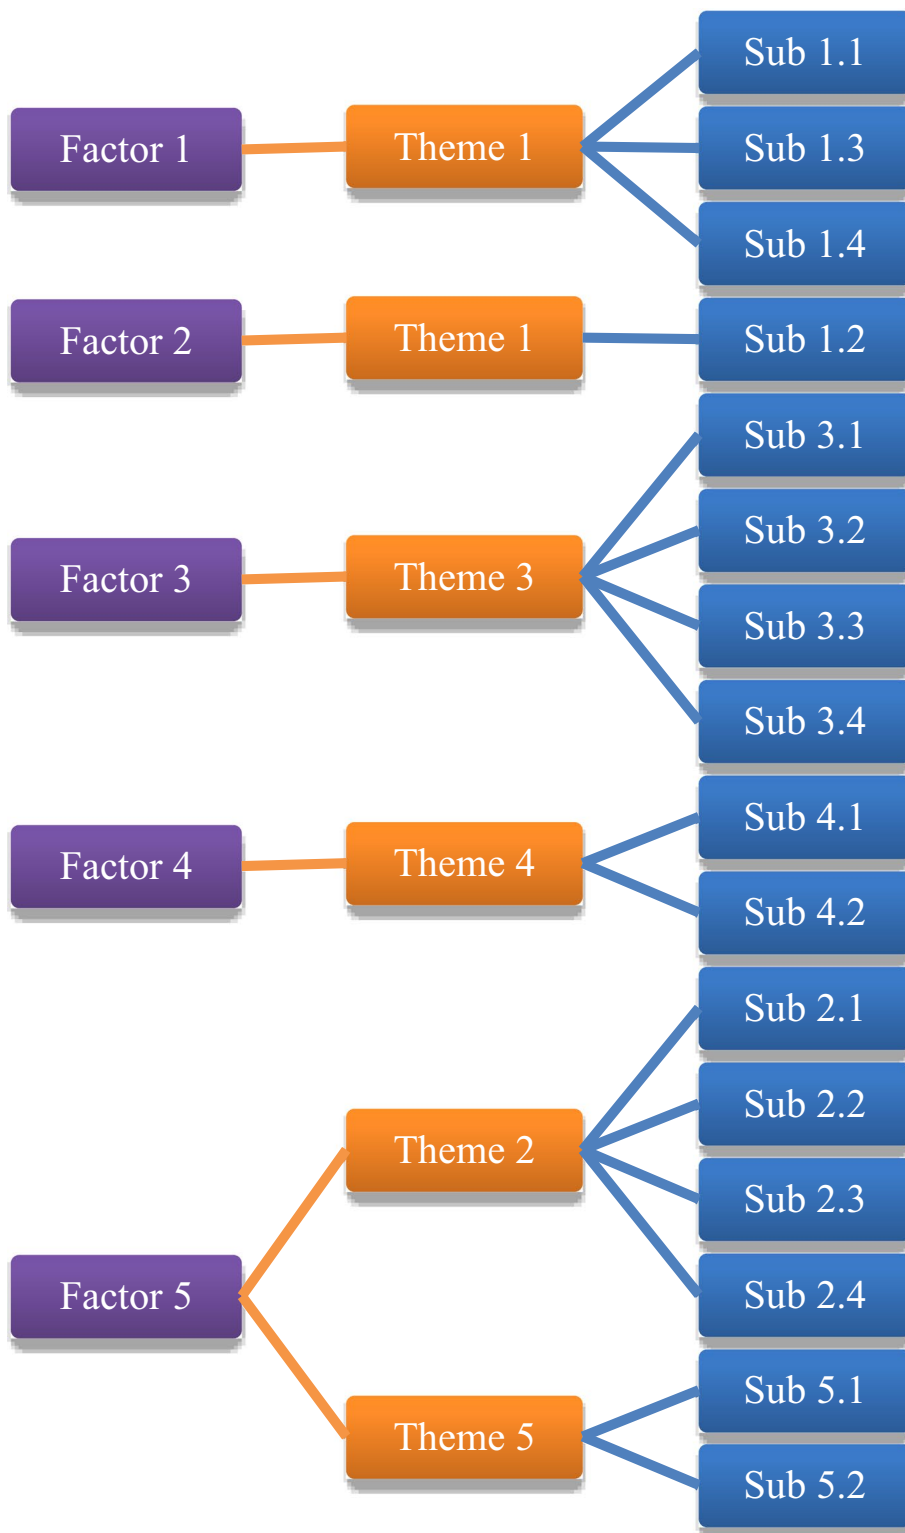 Factor 1
Theme 1
Sub 1.1
Sub 1.3
Sub 1.4
Factor 2
Theme 1
Sub 1.2
Factor 3
Theme 3
Sub 3.1
Sub 3.2
Sub 3.3
Sub 3.4
Factor 4
Theme 4
Sub 4.1
Sub 4.2
Factor 5
Theme 2
Sub 2.1
Sub 2.2
Sub 2.3
Sub 2.4
Theme 5
Sub 5.1
Sub 5.2